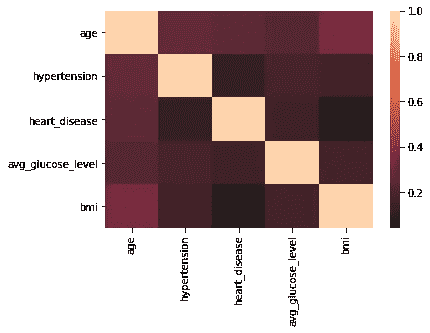 age
hypertension
heart_disease
avg_glucose_level
bmi
age
hypertension
heart_disease
avg_glucose_level
bmi
1.0
0.8
0.6
0.4
0.2